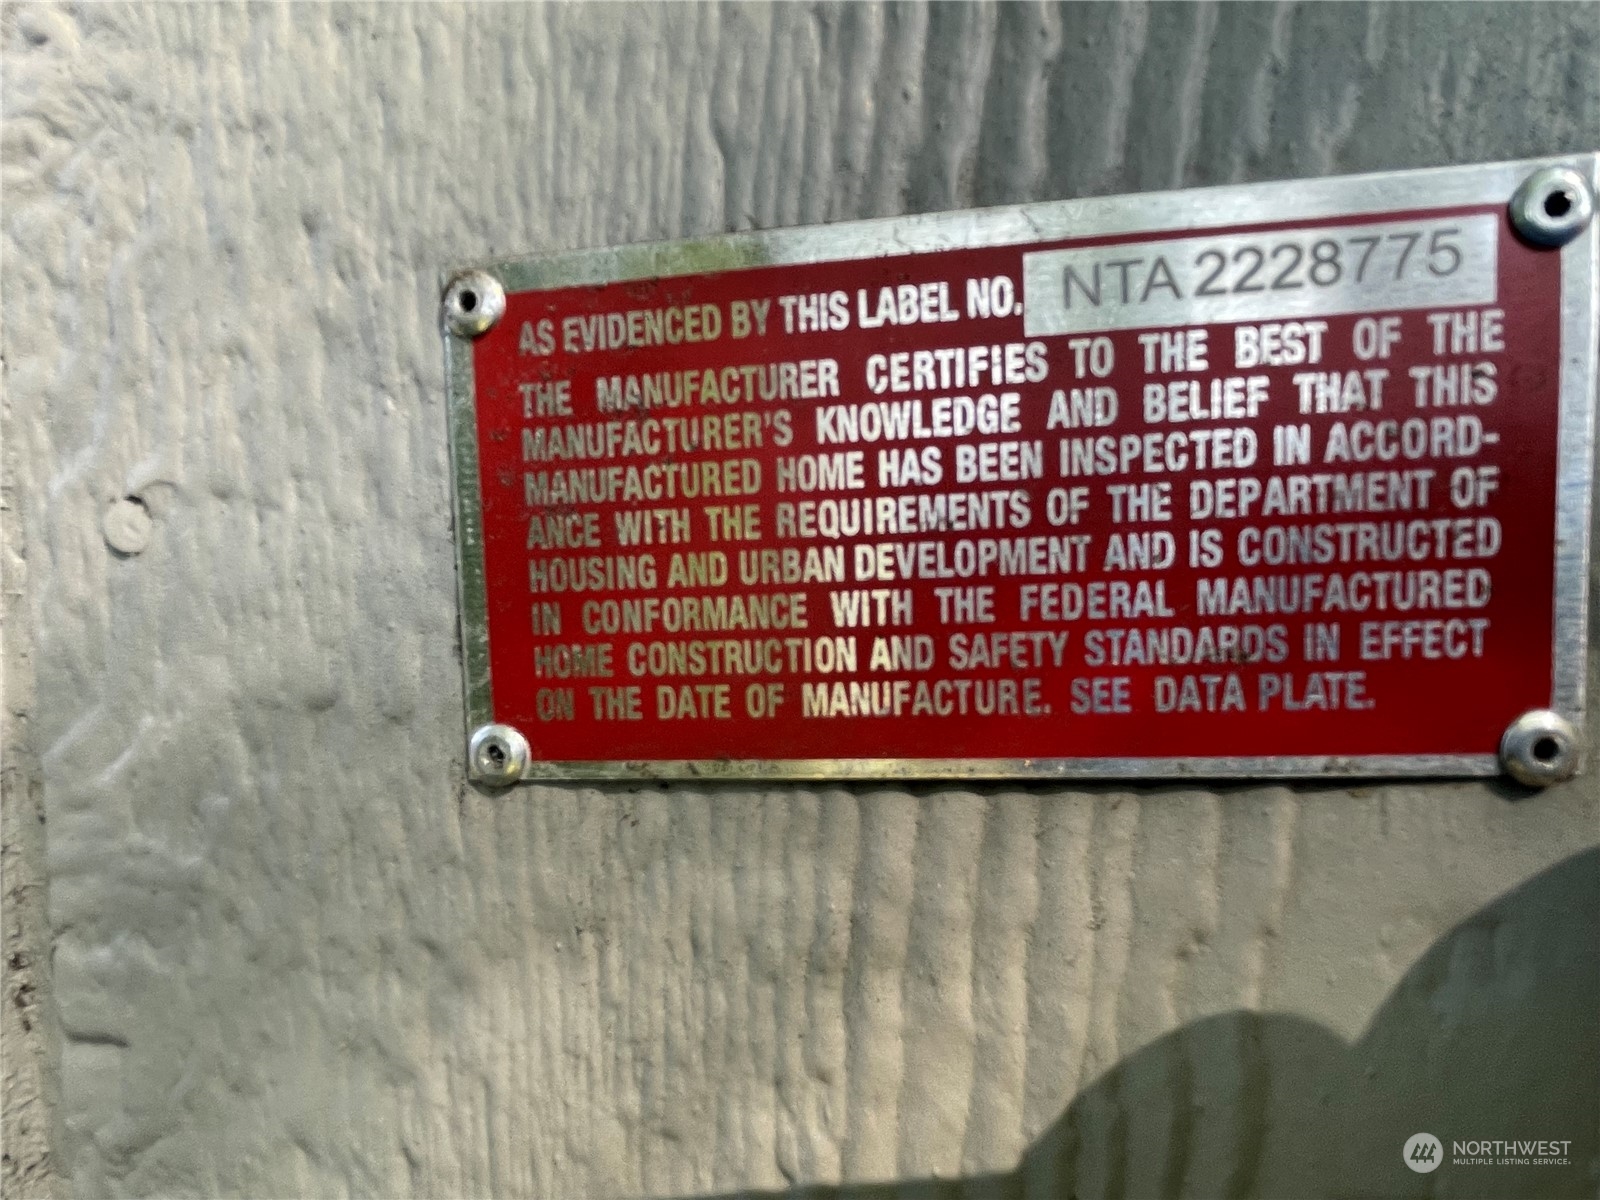 AS EVIDENCED BY THIS LABEL NO. NTA 2228775
THE MANUFACTURER CERTIFIES TO THE BEST OF THE
MANUFACTURER'S KNOWLEDGE AND BELIEF THAT THIS
MANUFACTURED HOME HAS BEEN INSPECTED IN ACCORD-
ANCE WITH THE REQUIREMENTS OF THE DEPARTMENT OF
HOUSING AND URBAN DEVELOPMENT AND IS CONSTRUCTED
IN CONFORMANCE WITH THE FEDERAL MANUFACTURED
HOME CONSTRUCTION AND SAFETY STANDARDS IN EFFECT
ON THE DATE OF MANUFACTURE. SEE DATA PLATE.
NORTHWEST
MULTIPLE LISTING SERVICE.